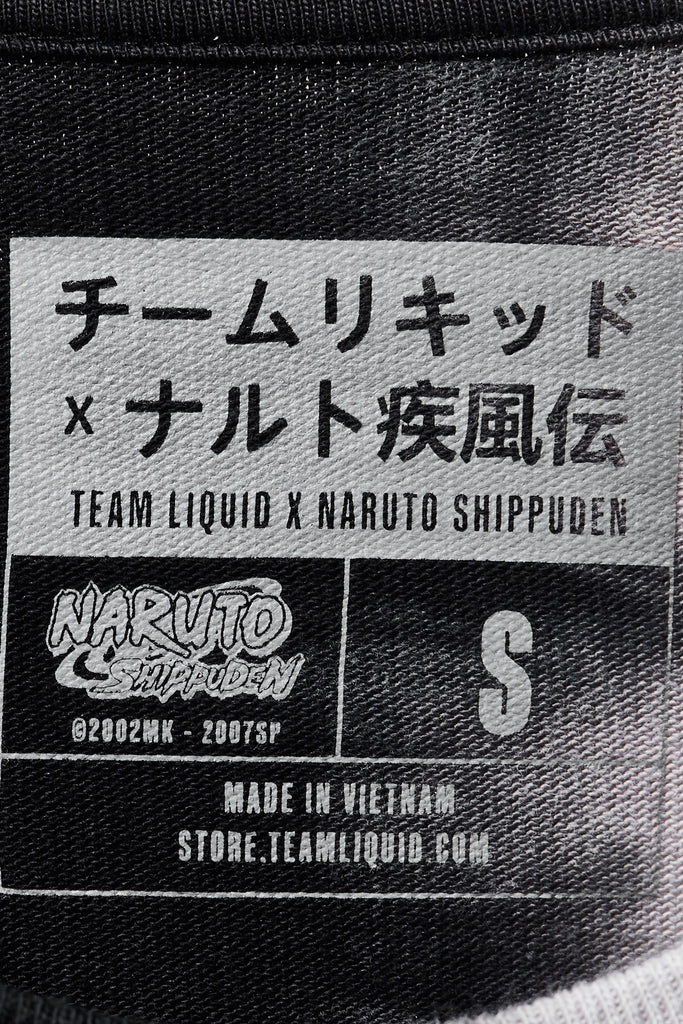 チームリキッド
x ナルト疾風伝
TEAM LIQUID X NARUTO SHIPPUDEN
NARUTO
SHIPPUDEN
©2002MK - 2007SP
S
MADE IN VIETNAM
STORE.TEAMLIQUID.COM